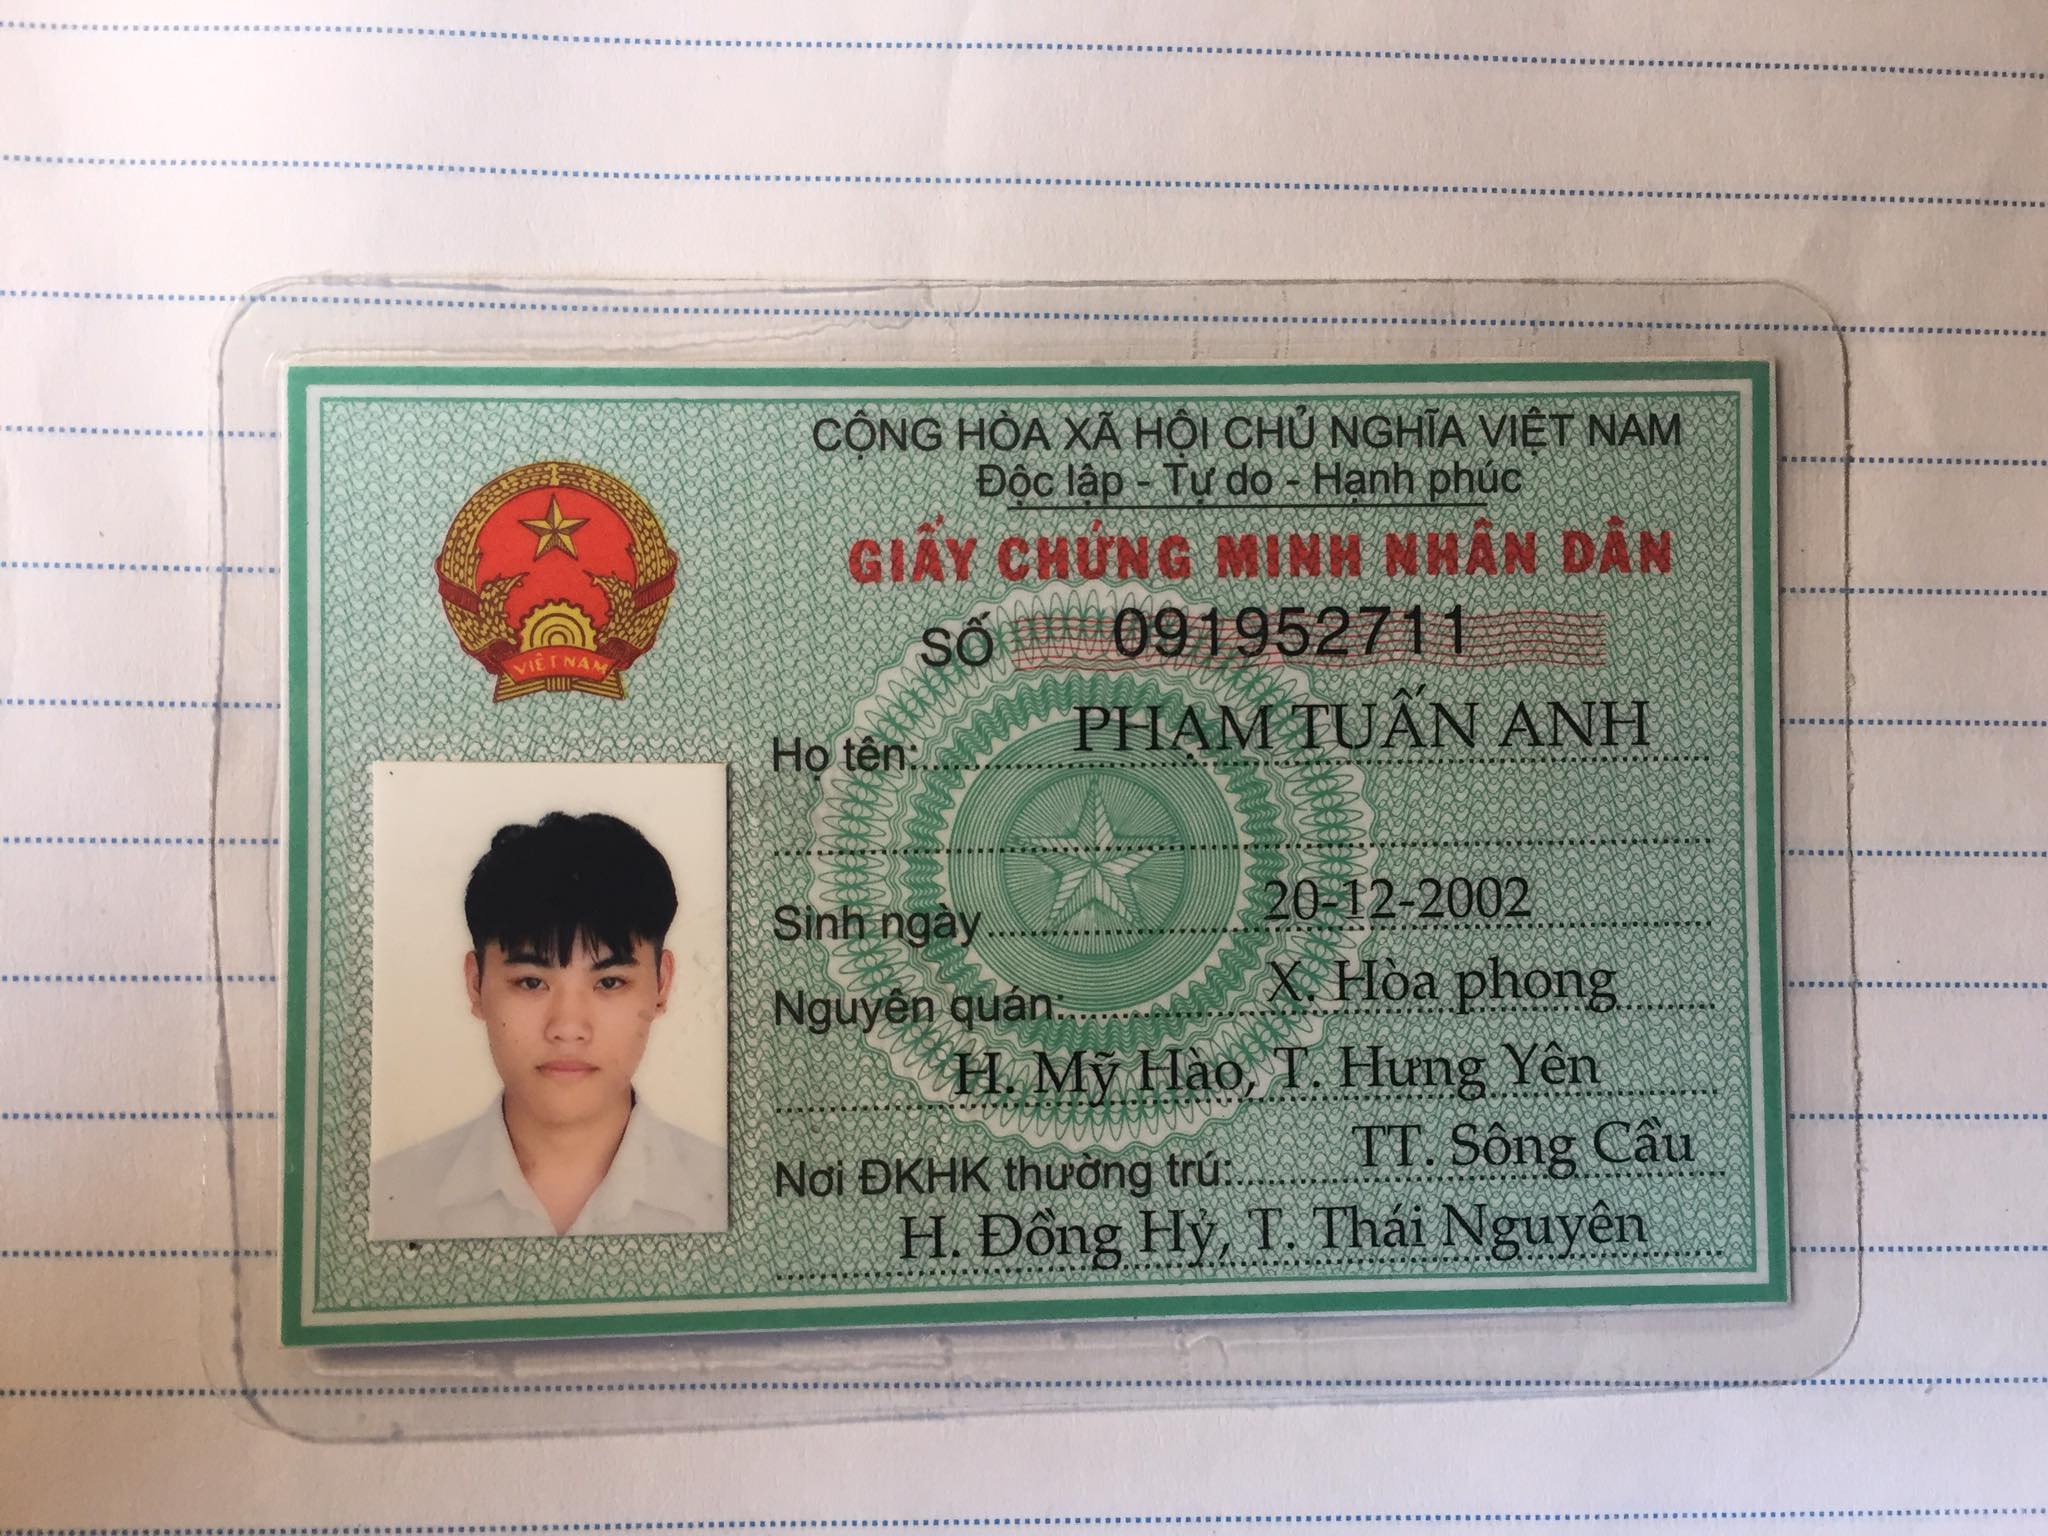 CỘNG HÒA XÃ HỘI CHỦ NGHĨA VIỆT NAM
Độc lập - Tự do - Hạnh phúc
GIẤY CHỨNG MINH NHÂN DÂN
SỐ 091952711
VIỆT NAM
Họ tên: PHẠM TUẤN ANH
Sinh ngày 20-12-2002
Nguyên quán: X. Hòa phong
H. Mỹ Hào, T. Hưng Yên
Nơi ĐKHK thường trú: TT. Sông Cầu
H. Đồng Hỷ, T. Thái Nguyên